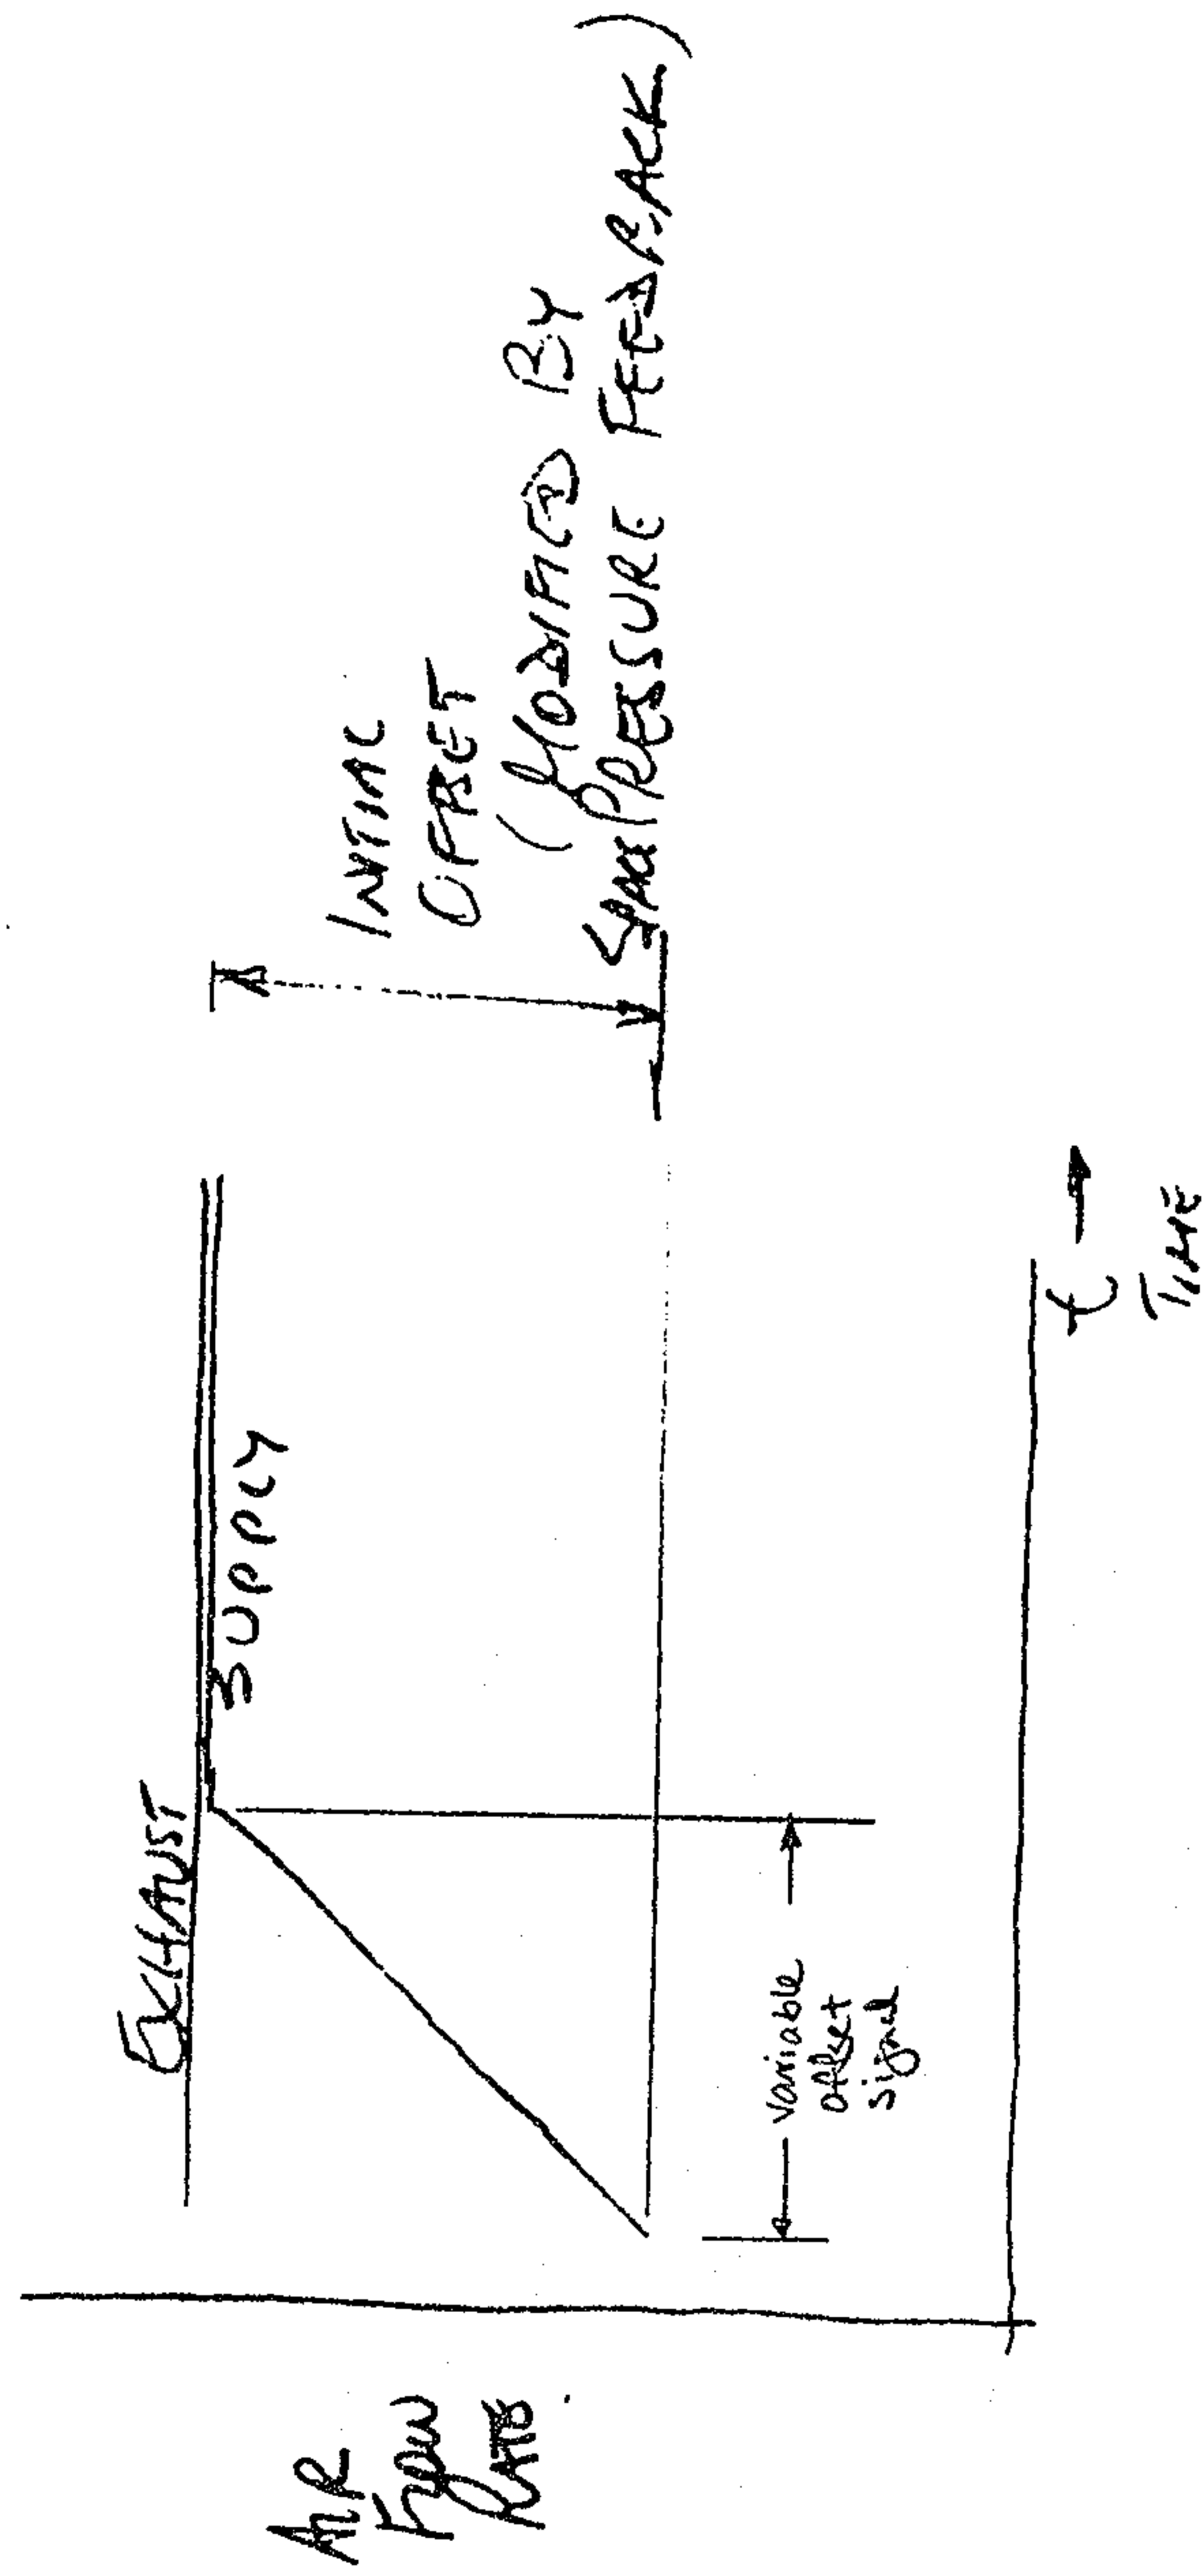 AIR
FLOW
RATE
EXHAUST
SUPPLY
variable
offset
signal
INITIAL
OFFSET
(MODIFIED BY
SPACE PRESSURE FEEDBACK)
t
TIME